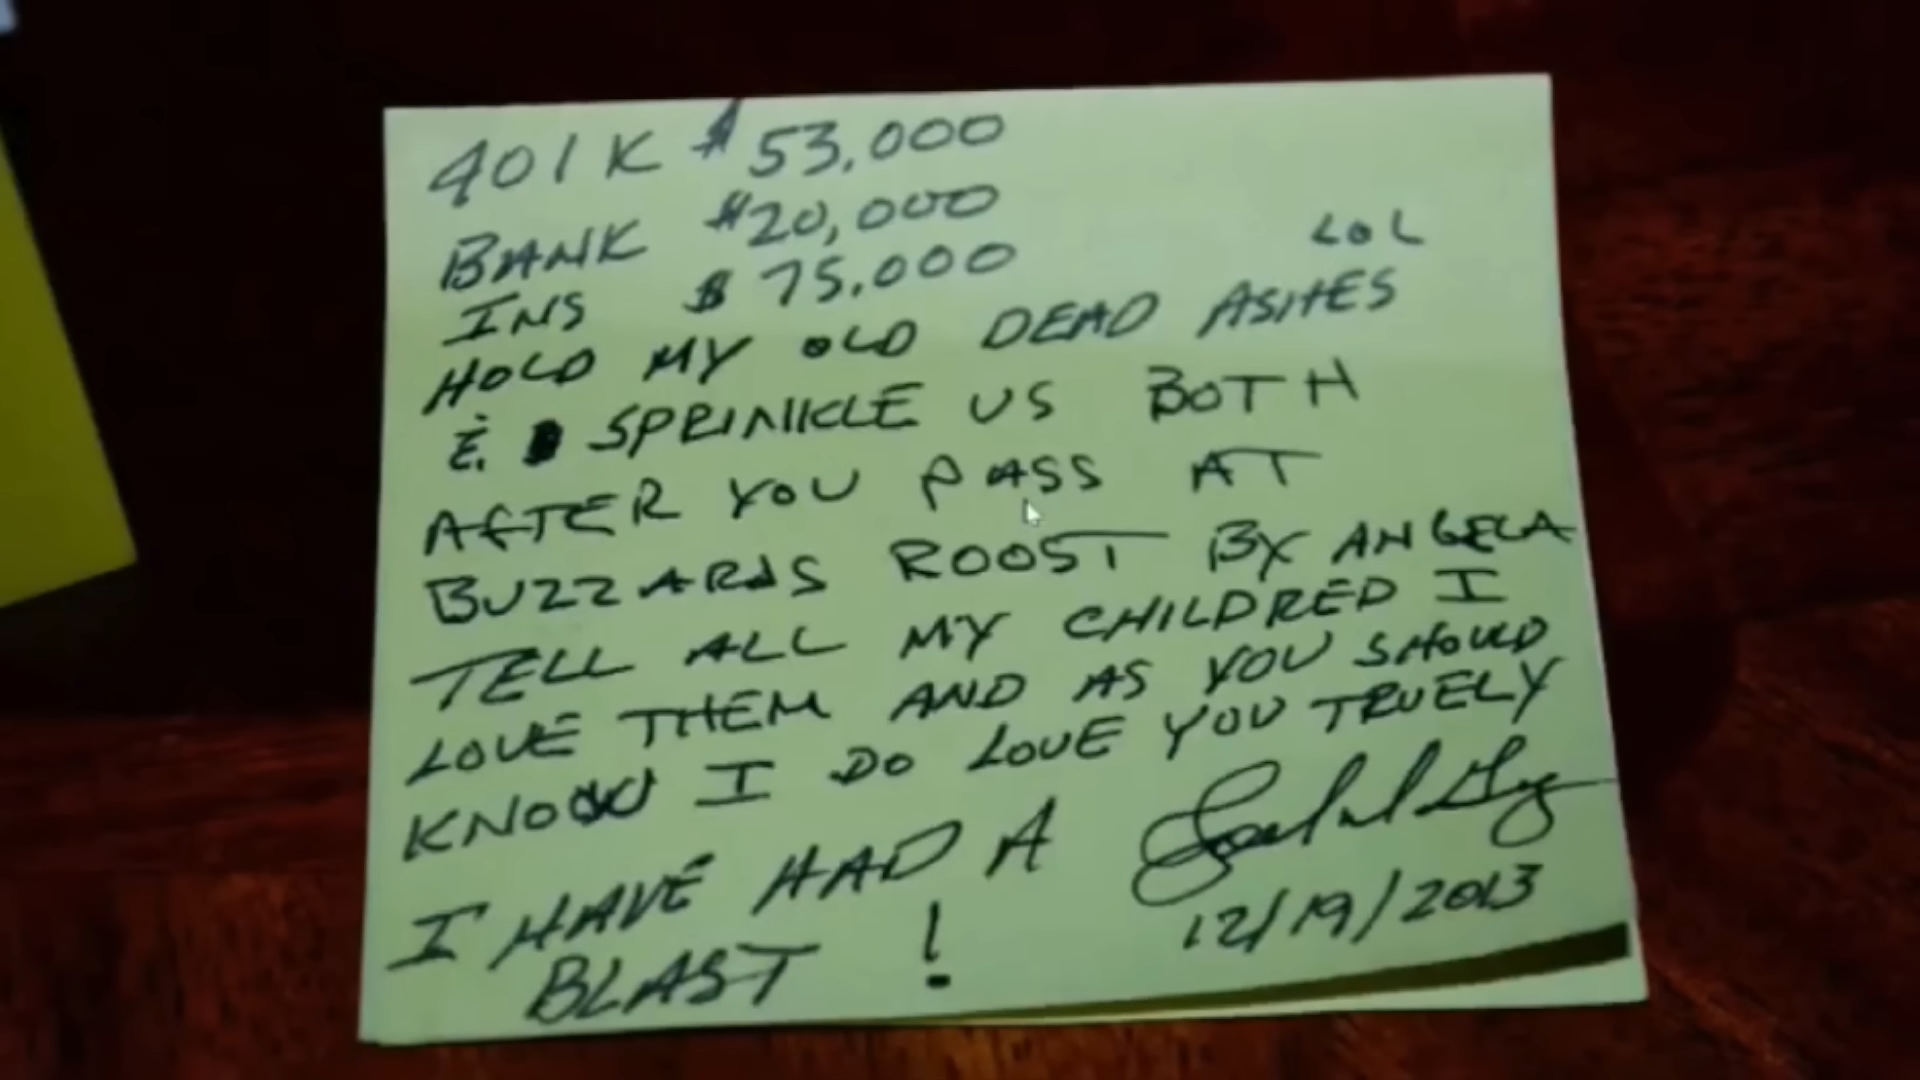 401K $53,000
BANK $20,000
INS $75,000
LOL
HOLD MY OLD DEAD ASHES
& SPRINKLE US BOTH
AFTER YOU PASS AT
BUZZARDS ROOST BY ANGELA
TELL ALL MY CHILDRED I
LOVE THEM AND AS YOU SHOULD
KNOW I DO LOVE YOU TRUELY
I HAVE HAD A
BLAST !
12/19/2013